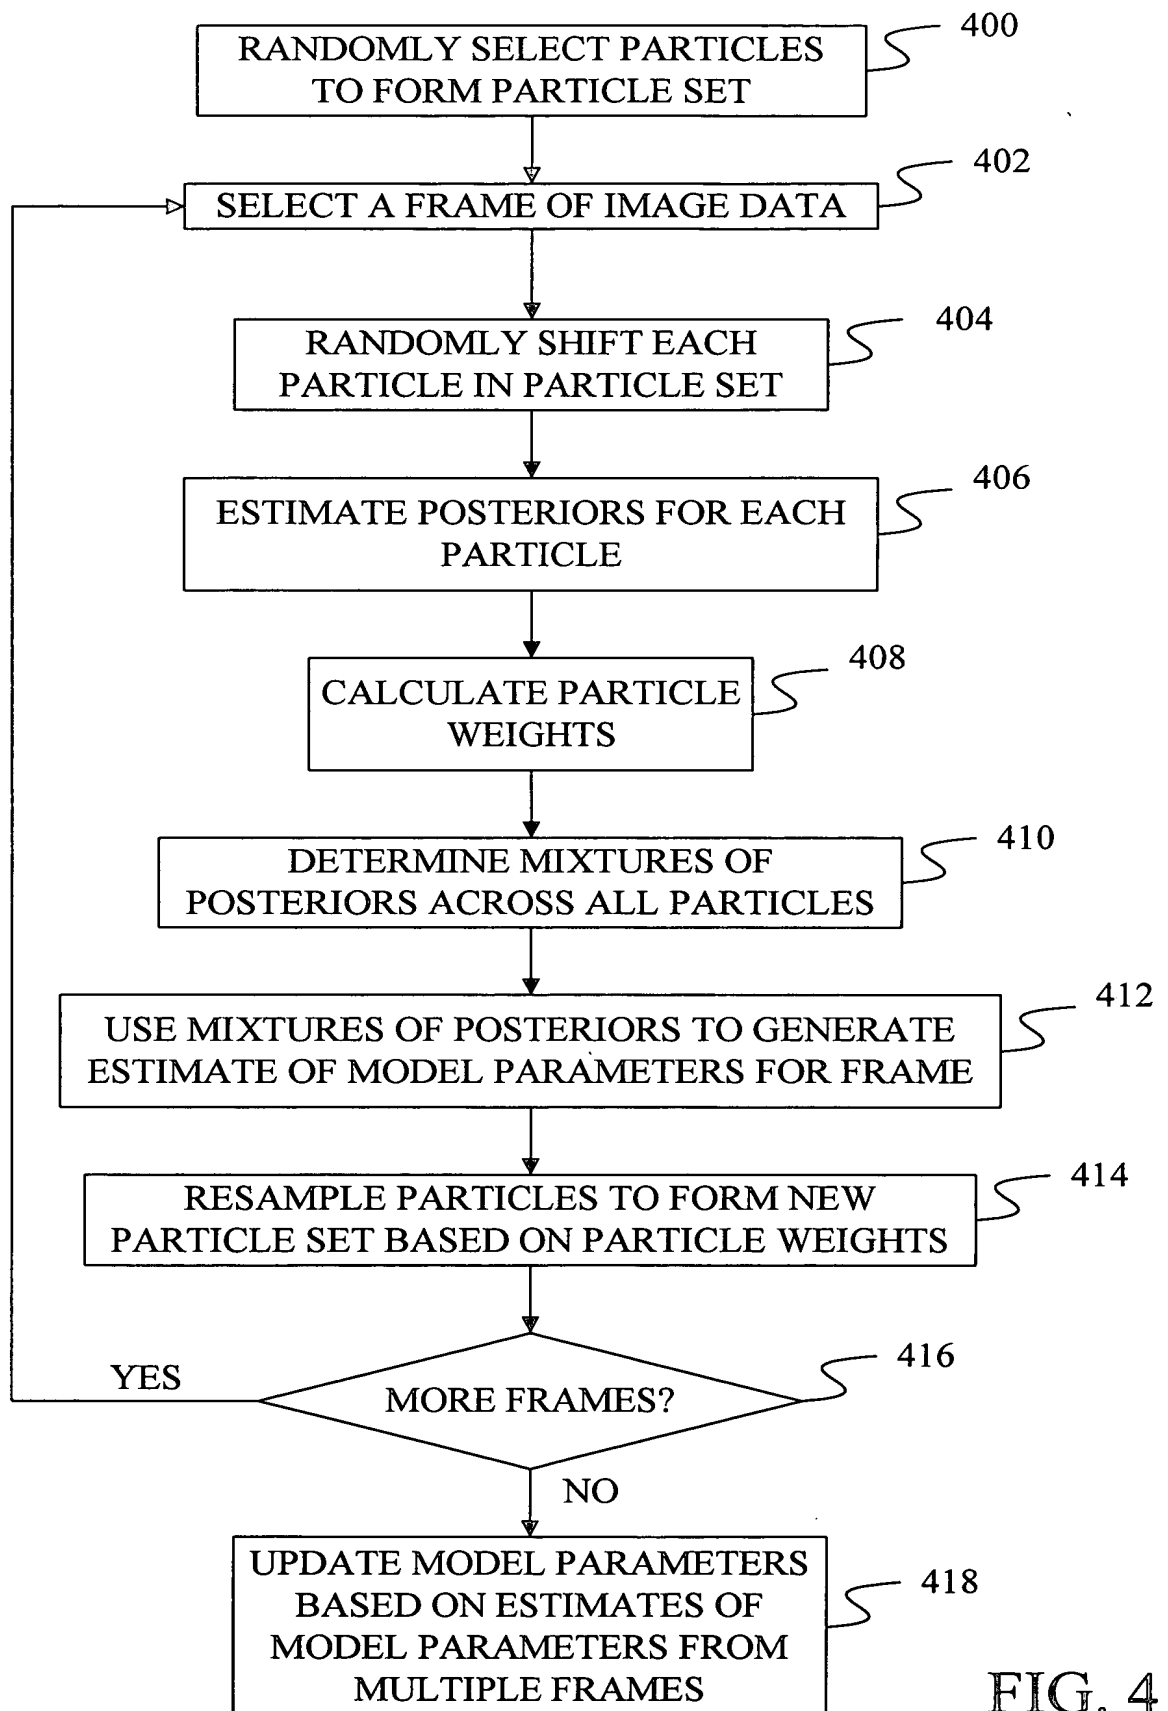 RANDOMLY SELECT PARTICLES
TO FORM PARTICLE SET
400
SELECT A FRAME OF IMAGE DATA
402
RANDOMLY SHIFT EACH
PARTICLE IN PARTICLE SET
404
ESTIMATE POSTERIORS FOR EACH
PARTICLE
406
CALCULATE PARTICLE
WEIGHTS
408
DETERMINE MIXTURES OF
POSTERIORS ACROSS ALL PARTICLES
410
USE MIXTURES OF POSTERIORS TO GENERATE
ESTIMATE OF MODEL PARAMETERS FOR FRAME
412
RESAMPLE PARTICLES TO FORM NEW
PARTICLE SET BASED ON PARTICLE WEIGHTS
414
YES
MORE FRAMES?
416
NO
UPDATE MODEL PARAMETERS
BASED ON ESTIMATES OF
MODEL PARAMETERS FROM
MULTIPLE FRAMES
418
FIG. 4